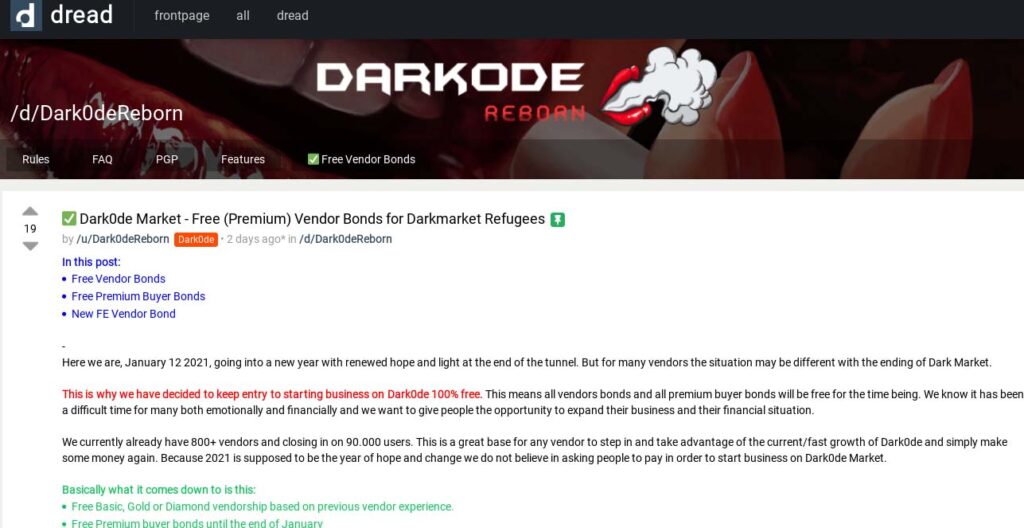 d dread frontpage all dread
DARKODE
REBORN
/d/Dark0deReborn
Rules FAQ PGP Features ✅ Free Vendor Bonds
✅ Dark0de Market - Free (Premium) Vendor Bonds for Darkmarket Refugees
19
by /u/Dark0deReborn Dark0de • 2 days ago* in /d/Dark0deReborn
In this post:
• Free Vendor Bonds
• Free Premium Buyer Bonds
• New FE Vendor Bond
-
Here we are, January 12 2021, going into a new year with renewed hope and light at the end of the tunnel. But for many vendors the situation may be different with the ending of Dark Market.
This is why we have decided to keep entry to starting business on Dark0de 100% free. This means all vendors bonds and all premium buyer bonds will be free for the time being. We know it has been
a difficult time for many both emotionally and financially and we want to give people the opportunity to expand their business and their financial situation.
We currently already have 800+ vendors and closing in on 90.000 users. This is a great base for any vendor to step in and take advantage of the current/fast growth of Dark0de and simply make
some money again. Because 2021 is supposed to be the year of hope and change we do not believe in asking people to pay in order to start business on Dark0de Market.
Basically what it comes down to is this:
• Free Basic, Gold or Diamond vendorship based on previous vendor experience.
• Free Premium buyer bonds until the end of January